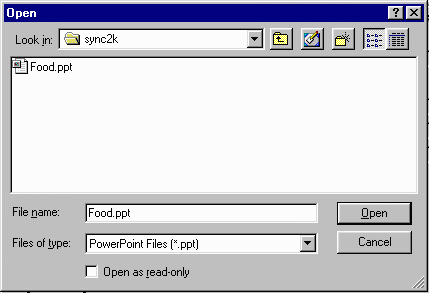 Open
Look in: sync2k
Food.ppt
File name: Food.ppt Open
Files of type: PowerPoint Files (*.ppt) Cancel
Open as read-only